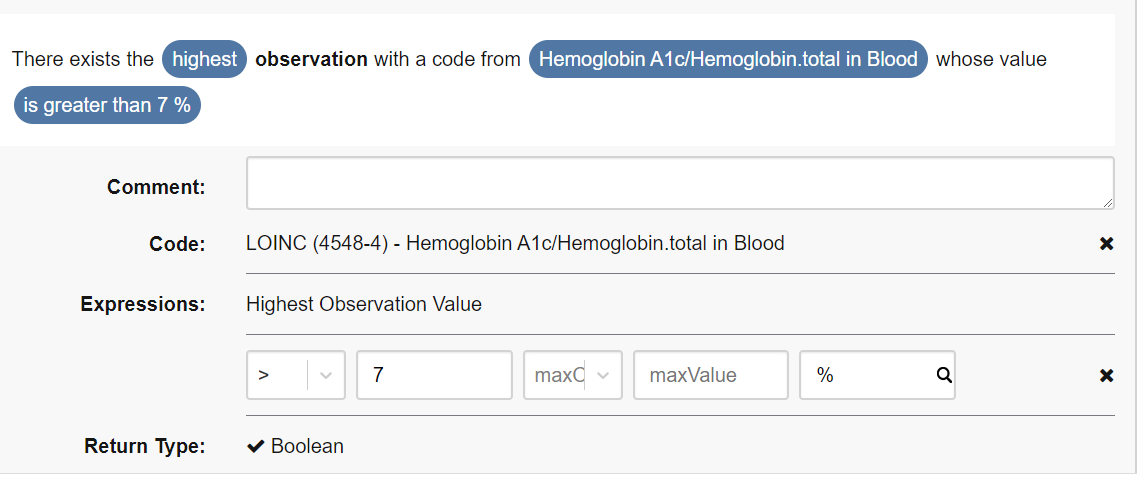 There exists the highest observation with a code from Hemoglobin A1c/Hemoglobin.total in Blood whose value
is greater than 7 %
Comment:
Code: LOINC (4548-4) - Hemoglobin A1c/Hemoglobin.total in Blood
Expressions: Highest Observation Value
> 7 maxC maxValue %
Return Type: Boolean